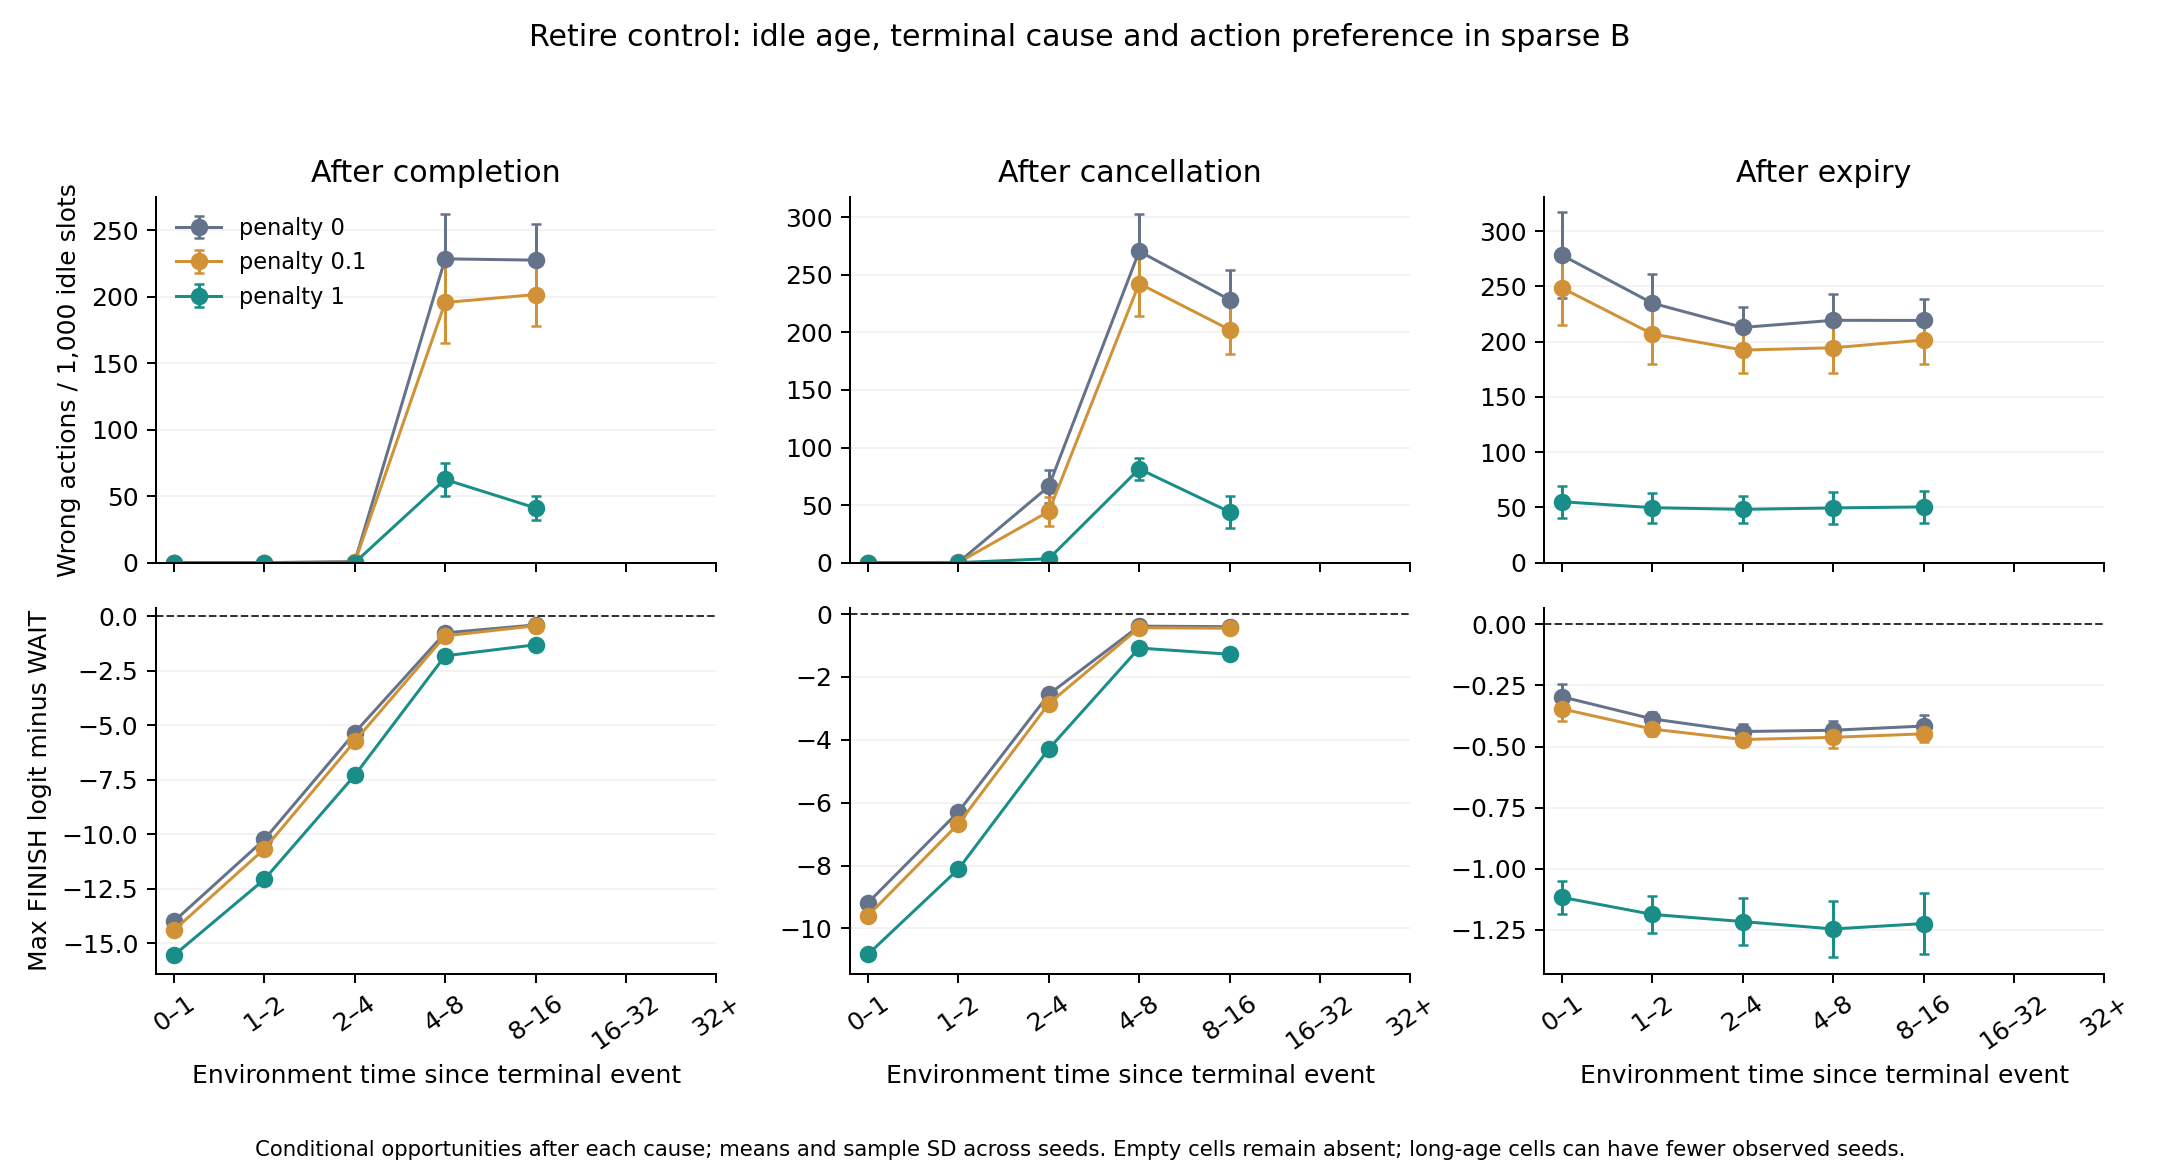 Retire control: idle age, terminal cause and action preference in sparse B
After completion
After cancellation
After expiry
Wrong actions / 1,000 idle slots
250
200
150
100
50
0
penalty 0
penalty 0.1
penalty 1
300
250
200
150
100
50
0
300
250
200
150
100
50
0
Max FINISH logit minus WAIT
0.0
−2.5
−5.0
−7.5
−10.0
−12.5
−15.0
0
−2
−4
−6
−8
−10
0.00
−0.25
−0.50
−0.75
−1.00
−1.25
0–1 1–2 2–4 4–8 8–16 16–32 32+
0–1 1–2 2–4 4–8 8–16 16–32 32+
0–1 1–2 2–4 4–8 8–16 16–32 32+
Environment time since terminal event
Environment time since terminal event
Environment time since terminal event
Conditional opportunities after each cause; means and sample SD across seeds. Empty cells remain absent; long-age cells can have fewer observed seeds.